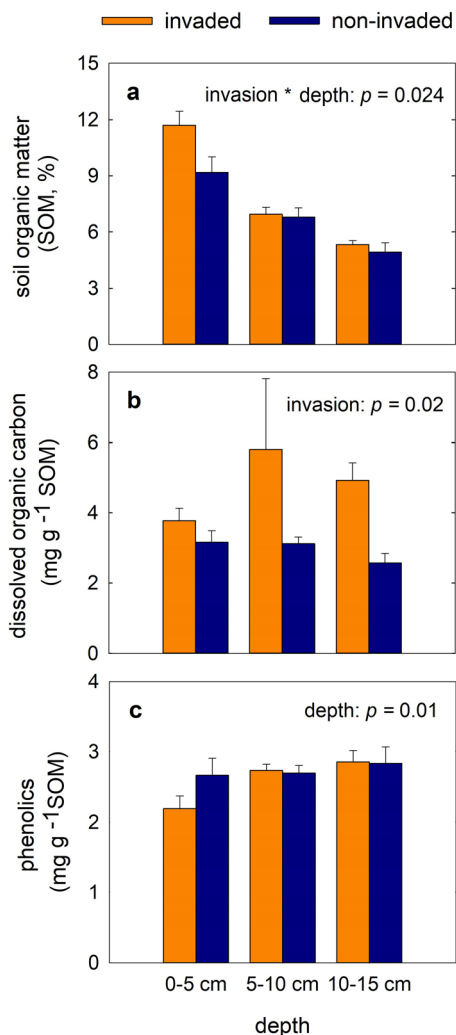 invaded non-invaded
a
invasion * depth: p = 0.024
soil organic matter
(SOM, %)
15
12
9
6
3
0
b
invasion: p = 0.02
dissolved organic carbon
(mg g -1 SOM)
8
6
4
2
0
c
depth: p = 0.01
phenolics
(mg g -1SOM)
4
3
2
1
0
0-5 cm 5-10 cm 10-15 cm
depth